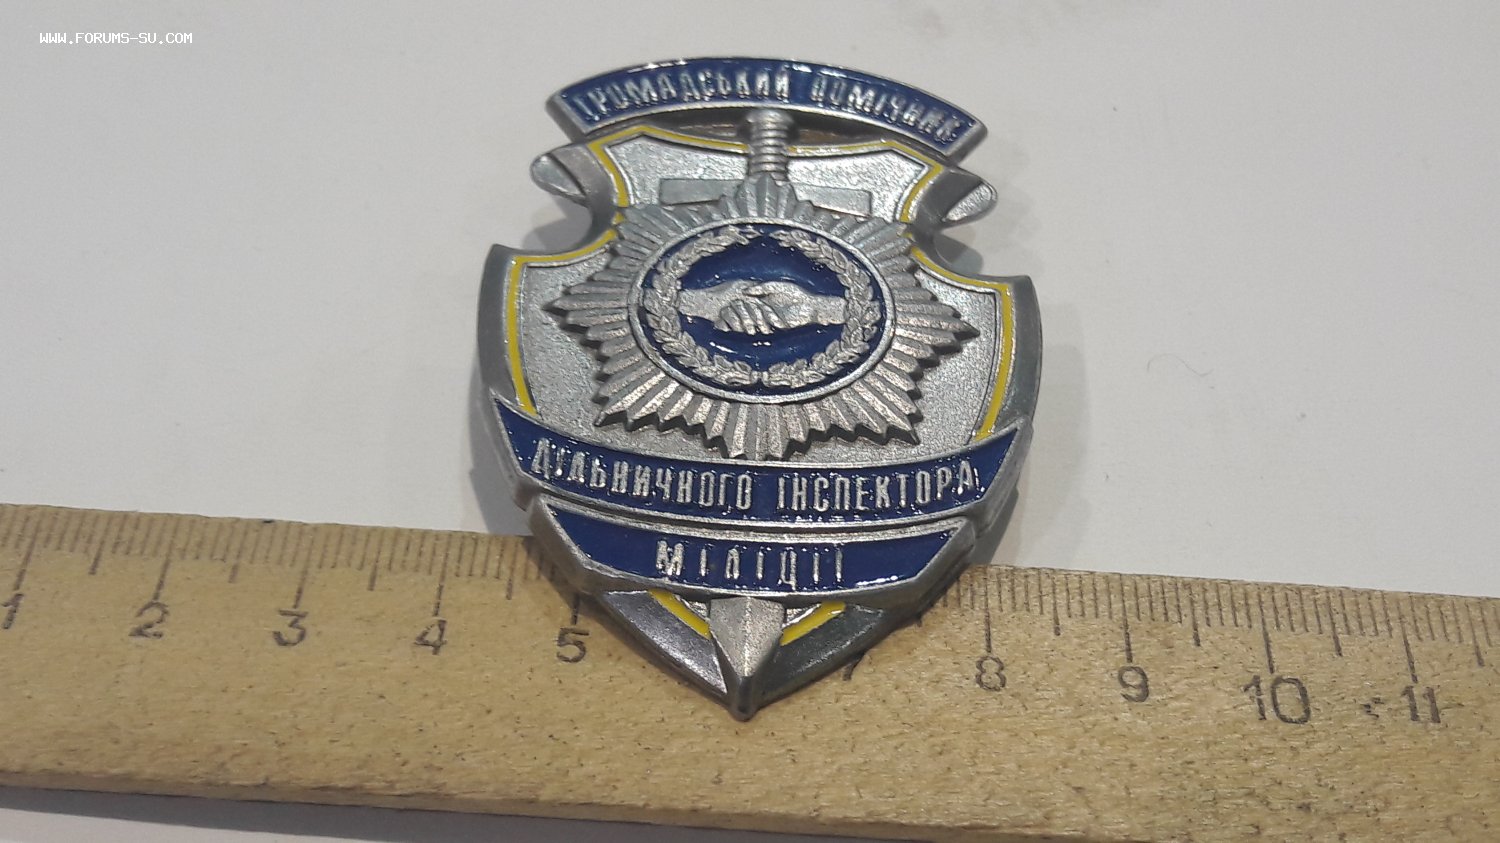 WWW.FORUMS-SU.COM
ГРОМАДСЬКИЙ ПОМІЧНИК
ДІЛЬНИЧНОГО ІНСПЕКТОРА
МІЛІЦІЇ
1 2 3 4 5 7 8 9 10 11